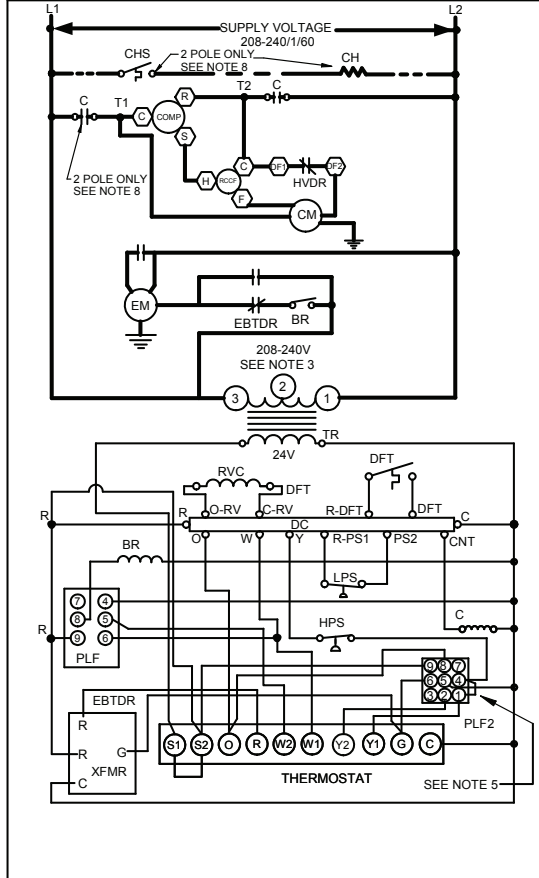 L1 L2
SUPPLY VOLTAGE
208-240/1/60
CHS 2 POLE ONLY CH
SEE NOTE 8
C T1 C COMP R T2 C
S
2 POLE ONLY
SEE NOTE 8
H RCCF C DF1 DF2
HVDR
F
CM
EM
EBTDR BR
208-240V
SEE NOTE 3
3 2 1
TR
24V
RVC DFT
DFT
R O-RV C-RV R-DFT DFT C
DC
O W Y R-PS1 PS2 CNT
BR
LPS
7 4
8 5
R 9 6
PLF
HPS C
9 8 7
6 5 4
3 2 1
PLF2
EBTDR
R
R G
XFMR
C
S1 S2 O R W2 W1 Y2 Y1 G C
THERMOSTAT
SEE NOTE 5
R